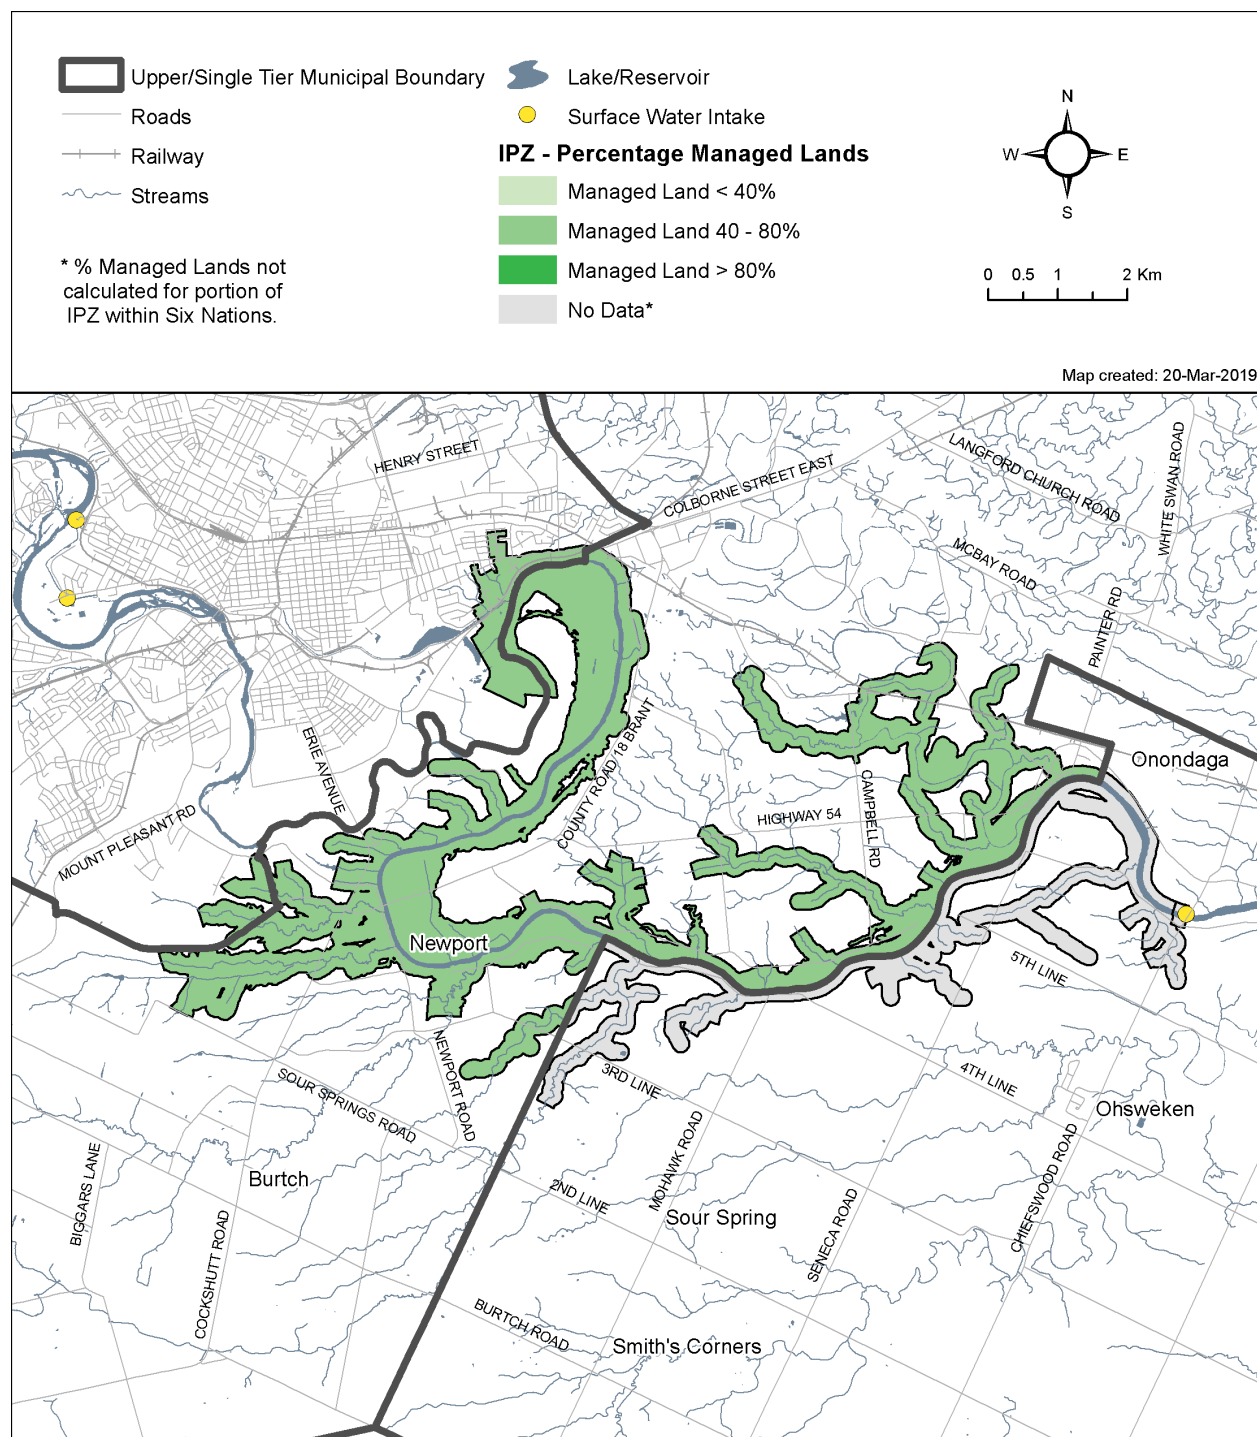 Upper/Single Tier Municipal Boundary
Roads
Railway
Streams
* % Managed Lands not
calculated for portion of
IPZ within Six Nations.
Lake/Reservoir
Surface Water Intake
IPZ - Percentage Managed Lands
Managed Land < 40%
Managed Land 40 - 80%
Managed Land > 80%
No Data*
N
W
E
S
0 0.5 1 2 Km
Map created: 20-Mar-2019
HENRY STREET
COLBORNE STREET EAST
LANGFORD CHURCH ROAD
WHITE SWAN ROAD
MCBAY ROAD
PAINTER RD
ERIE AVENUE
COUNTY ROAD 18 BRANT
Onondaga
MOUNT PLEASANT RD
HIGHWAY 54
CAMPBELL RD
Newport
5TH LINE
NEWPORT ROAD
SOUR SPRINGS ROAD
3RD LINE
4TH LINE
Ohsweken
BIGGARS LANE
Burtch
2ND LINE
MOHAWK ROAD
Sour Spring
CHIEFSWOOD ROAD
SENECA ROAD
COCKSHUTT ROAD
BURTCH ROAD
Smith's Corners